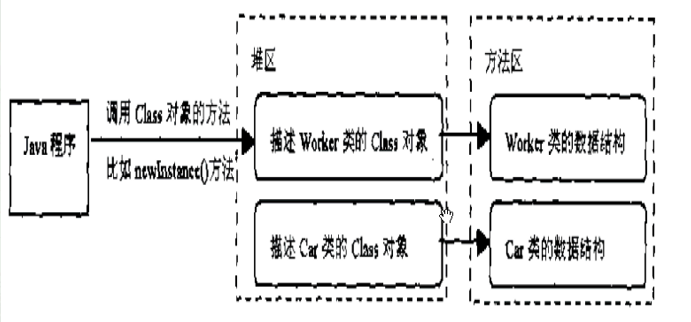 堆区
方法区
Java 程序
调用 Class 对象的方法
比如 newInstance()方法
描述 Worker 类的 Class 对象
Worker 类的数据结构
描述 Car 类的 Class 对象
Car 类的数据结构